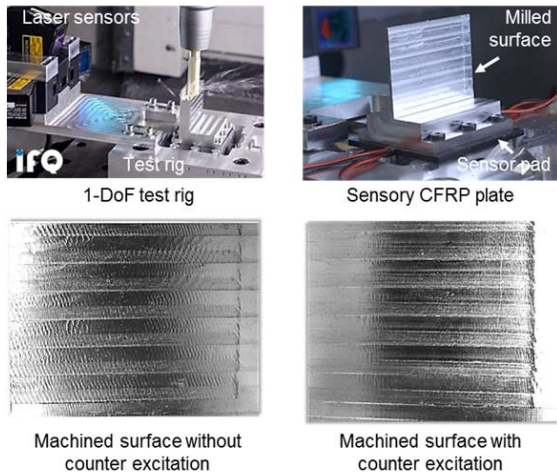 Laser sensors
Test rig
IFQ
1-DoF test rig
Milled
surface
Sensor pad
Sensory CFRP plate
Machined surface without
counter excitation
Machined surface with
counter excitation